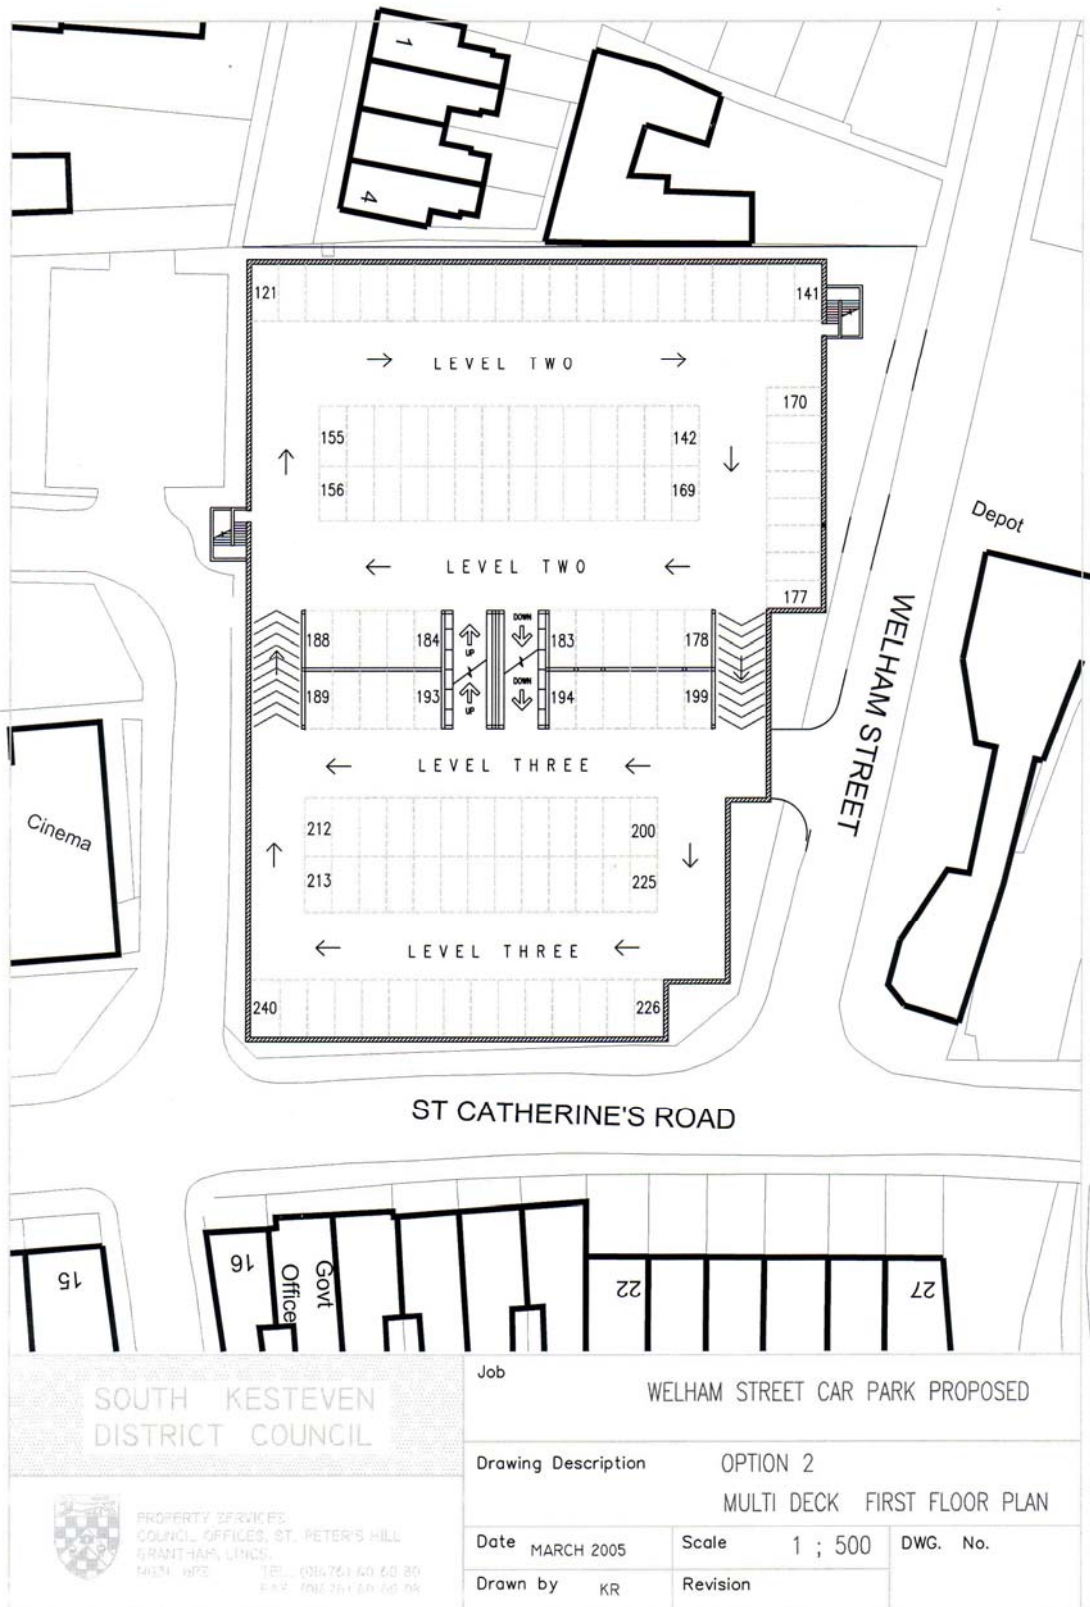 1
4
121
141
LEVEL TWO
170
155
142
156
169
Depot
LEVEL TWO
177
WELHAM STREET
188
184
UP
DOWN
183
178
189
193
UP
DOWN
194
199
LEVEL THREE
Cinema
212
200
213
225
LEVEL THREE
240
226
ST CATHERINE'S ROAD
15
16
Govt
Office
22
27
SOUTH KESTEVEN
DISTRICT COUNCIL
Job
WELHAM STREET CAR PARK PROPOSED
Drawing Description
OPTION 2
MULTI DECK FIRST FLOOR PLAN
PROPERTY SERVICES
COUNCIL OFFICES, ST. PETER'S HILL
GRANTHAM, LINCS.
Date MARCH 2005
Scale 1 ; 500
DWG. No.
Drawn by KR
Revision